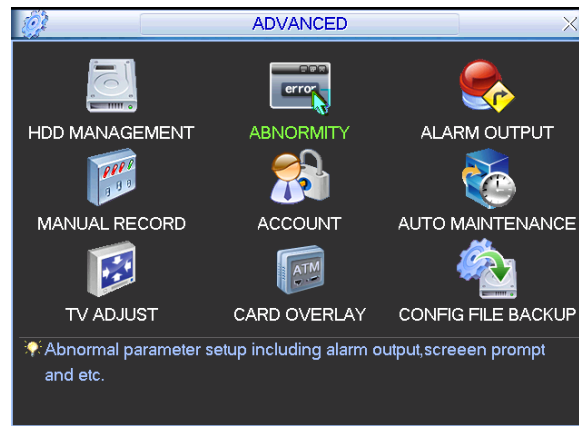 ADVANCED
error
HDD MANAGEMENT
ABNORMITY
ALARM OUTPUT
MANUAL RECORD
ACCOUNT
AUTO MAINTENANCE
ATM
TV ADJUST
CARD OVERLAY
CONFIG FILE BACKUP
Abnormal parameter setup including alarm output,screeen prompt
and etc.